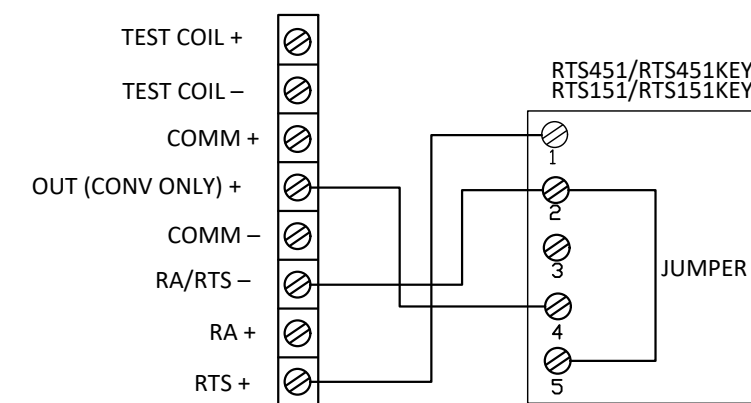 TEST COIL +
TEST COIL –
COMM +
OUT (CONV ONLY) +
COMM –
RA/RTS –
RA +
RTS +
RTS451/RTS451KEY
RTS151/RTS151KEY
1
2
3
4
5
JUMPER